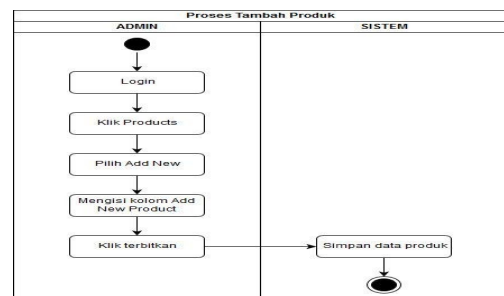 Proses Tambah Produk
ADMIN
SISTEM
Login
Klik Products
Pilih Add New
Mengisi kolom Add
New Product
Klik terbitkan
Simpan data produk